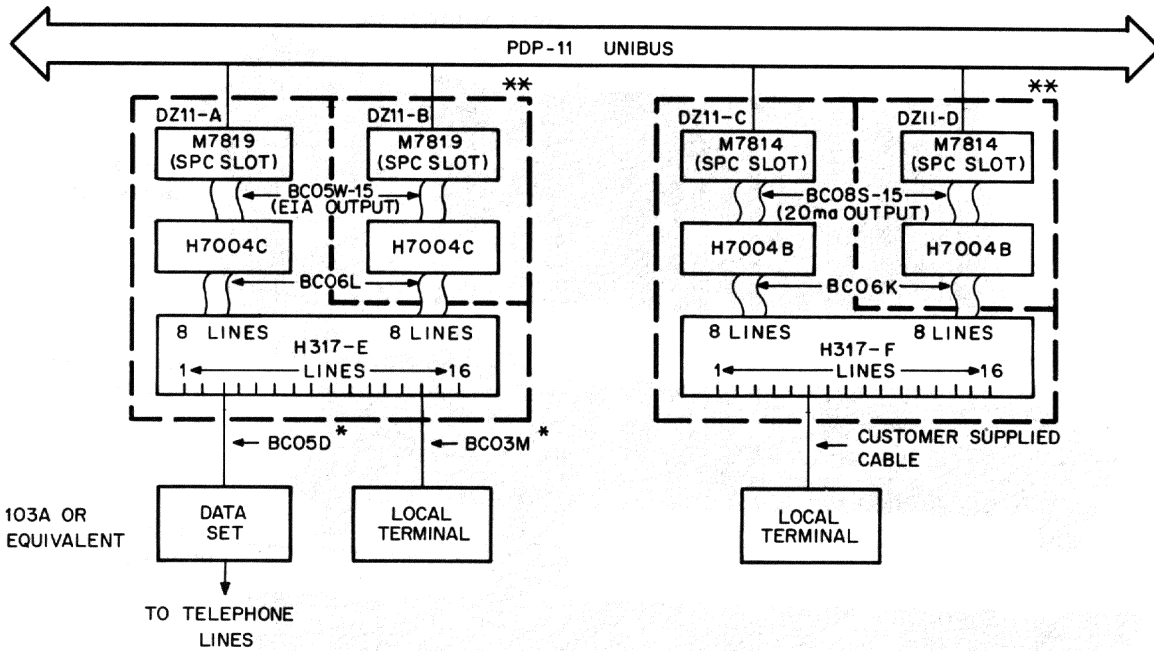 PDP-11 UNIBUS
**
**
DZ11-A
DZ11-B
DZ11-C
DZ11-D
M7819
(SPC SLOT)
M7819
(SPC SLOT)
M7814
(SPC SLOT)
M7814
(SPC SLOT)
BC05W-15
(EIA OUTPUT)
BC08S-15
(20ma OUTPUT)
H7004C
H7004C
H7004B
H7004B
BC06L
BC06K
8 LINES
8 LINES
H317-E
1 LINES 16
8 LINES
8 LINES
H317-F
1 LINES 16
BC05D*
BC03M*
CUSTOMER SUPPLIED
CABLE
103A OR
EQUIVALENT
DATA
SET
LOCAL
TERMINAL
LOCAL
TERMINAL
TO TELEPHONE
LINES